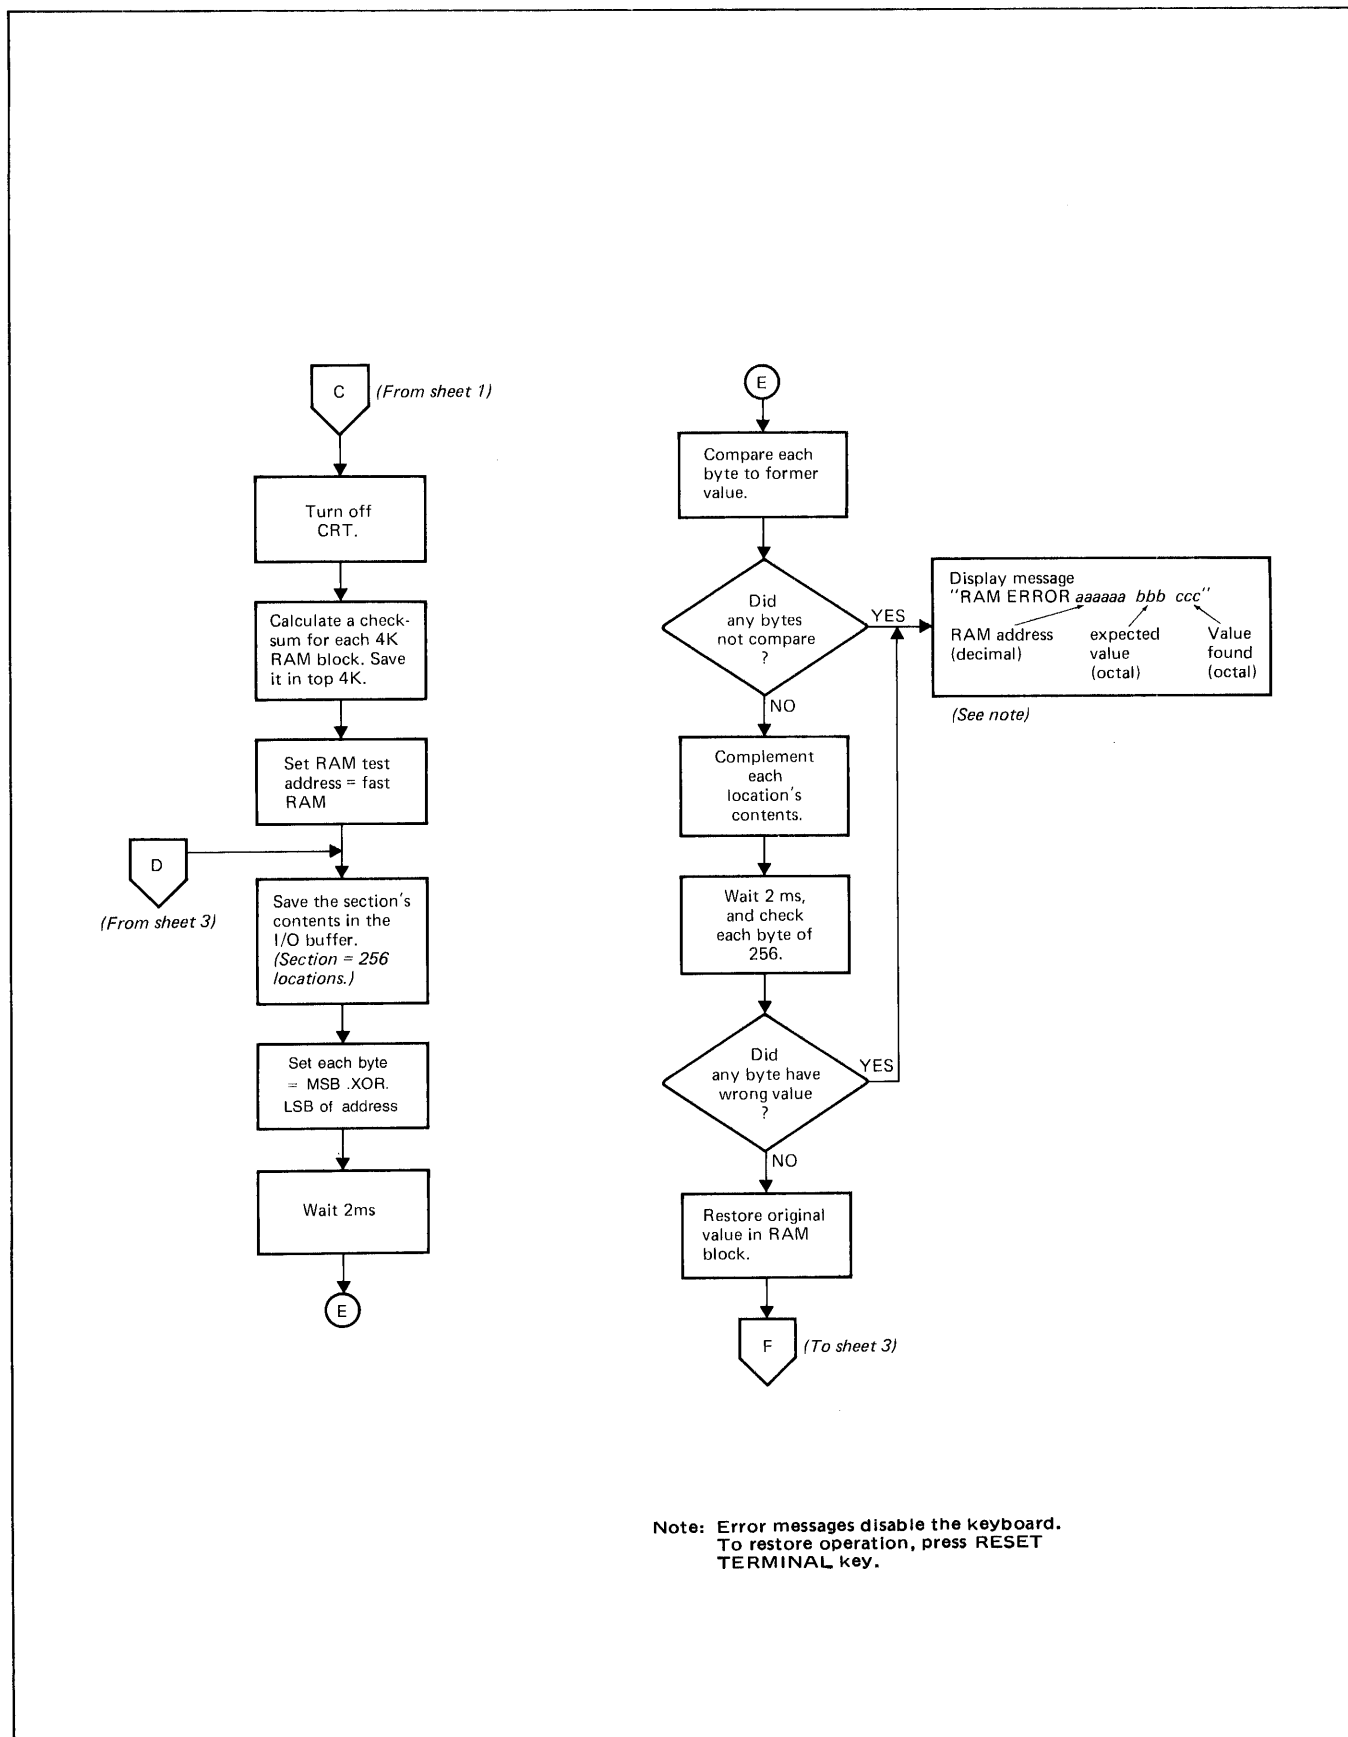 C
(From sheet 1)
Turn off
CRT.
Calculate a check-
sum for each 4K
RAM block. Save
it in top 4K.
Set RAM test
address = fast
RAM
D
(From sheet 3)
Save the section's
contents in the
I/O buffer.
(Section = 256
locations.)
Set each byte
= MSB .XOR.
LSB of address
Wait 2ms
E
E
Compare each
byte to former
value.
Did
any bytes
not compare
?
YES
NO
Display message
"RAM ERROR aaaaaa bbb ccc"
RAM address
(decimal)
expected
value
(octal)
Value
found
(octal)
(See note)
Complement
each
location's
contents.
Wait 2 ms,
and check
each byte of
256.
Did
any byte have
wrong value
?
YES
NO
Restore original
value in RAM
block.
F
(To sheet 3)
Note: Error messages disable the keyboard.
To restore operation, press RESET
TERMINAL key.